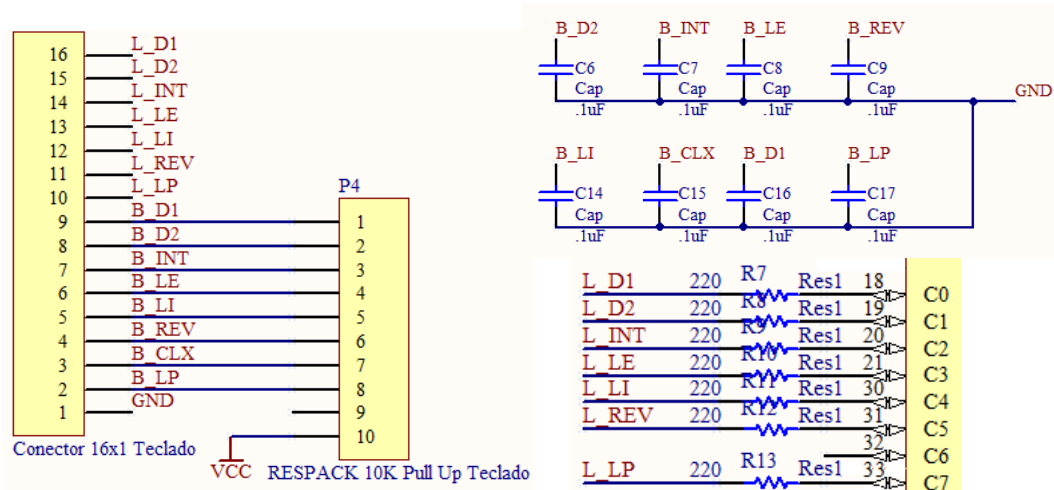 16 L_D1
15 L_D2
14 L_INT
13 L_LE
12 L_LI
11 L_REV
10 L_LP
9 B_D1
8 B_D2
7 B_INT
6 B_LE
5 B_LI
4 B_REV
3 B_CLX
2 B_LP
1 GND
Conector 16x1 Teclado
P4
1
2
3
4
5
6
7
8
9
10
VCC
RESPACK 10K Pull Up Teclado
B_D2 B_INT B_LE B_REV
C6 C7 C8 C9
Cap Cap Cap Cap
.1uF .1uF .1uF .1uF
GND
B_LI B_CLX B_D1 B_LP
C14 C15 C16 C17
Cap Cap Cap Cap
.1uF .1uF .1uF .1uF
L_D1 220 R7 Res1 18 C0
L_D2 220 R8 Res1 19 C1
L_INT 220 R9 Res1 20 C2
L_LE 220 R10 Res1 21 C3
L_LI 220 R11 Res1 30 C4
L_REV 220 R12 Res1 31 C5
32 C6
L_LP 220 R13 Res1 33 C7